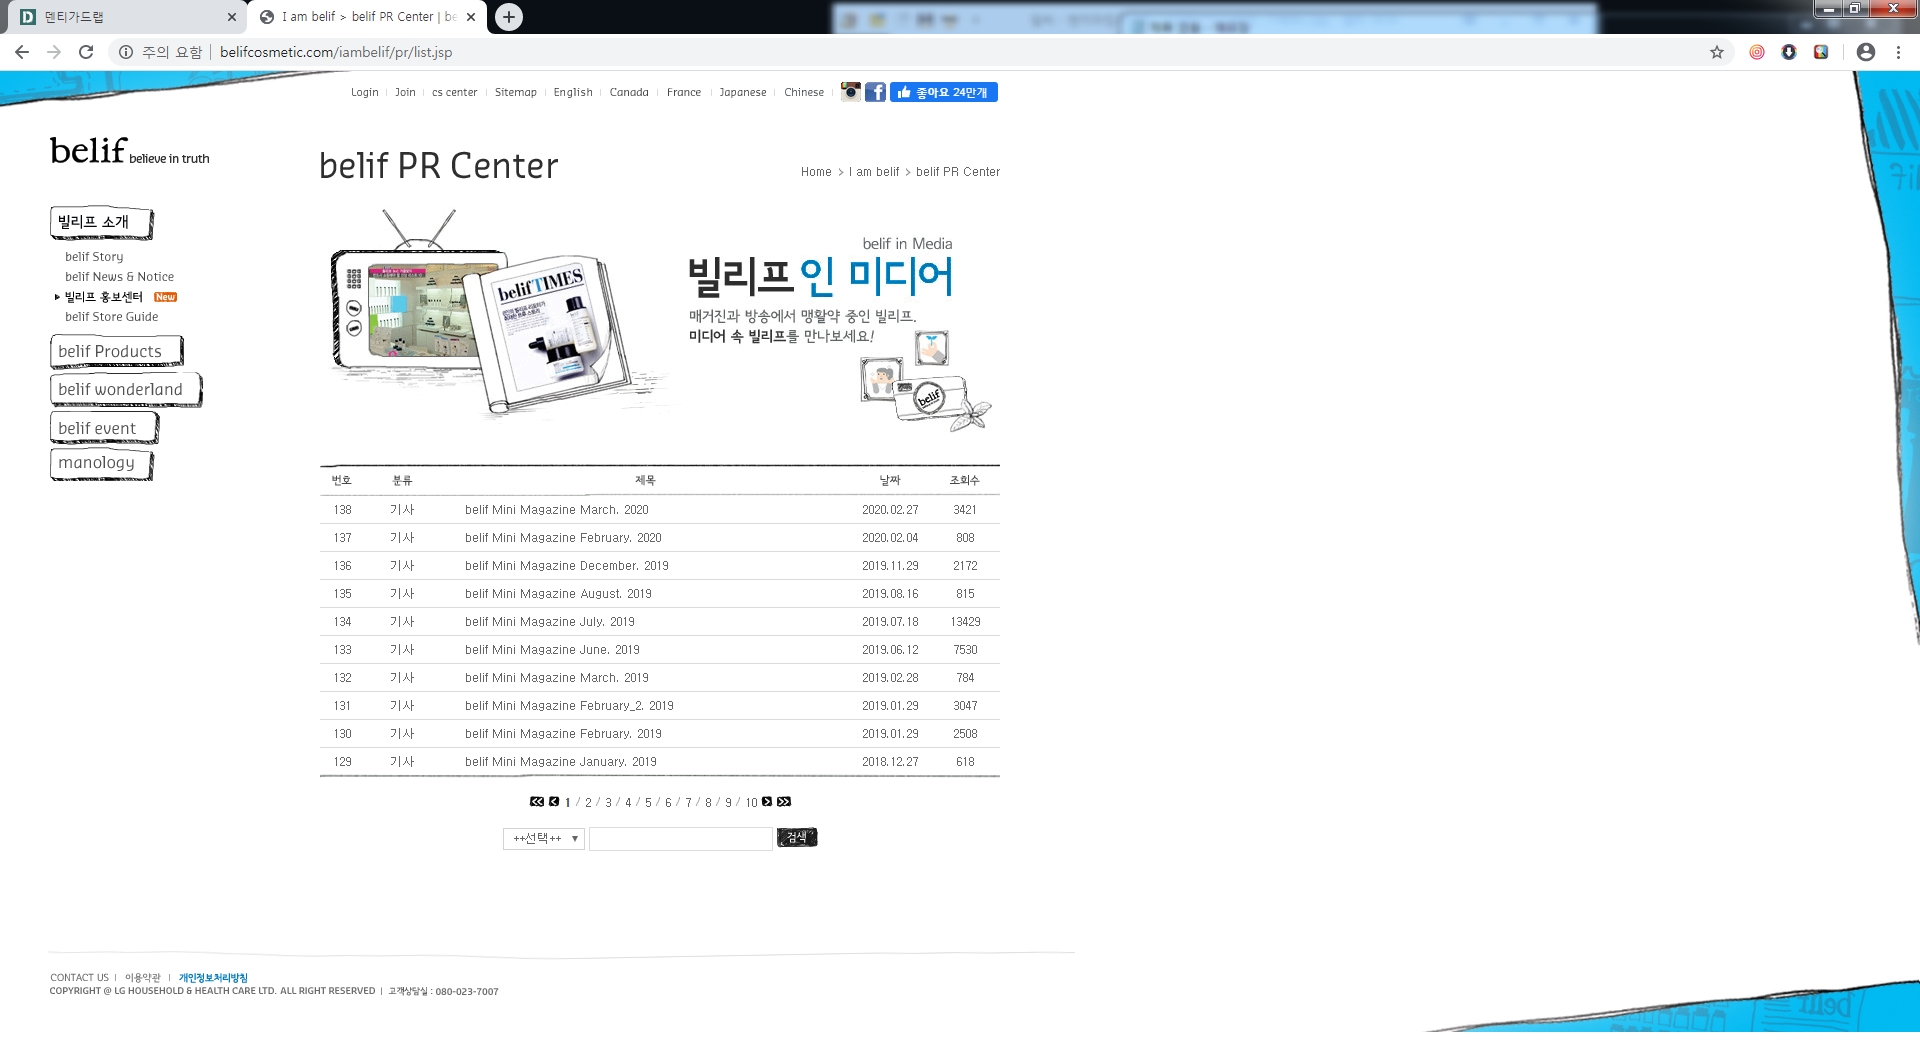 덴티가드랩
I am belif > belif PR Center | be
주의 요함 | belifcosmetic.com/iambelif/pr/list.jsp
Login | Join | cs center | Sitemap | English | Canada | France | Japanese | Chinese | 좋아요 24만개
belif believe in truth
belif PR Center
Home > I am belif > belif PR Center
빌리프 소개
belif Story
belif News & Notice
빌리프 홍보센터 New
belif Store Guide
belif Products
belif wonderland
belif event
manology
belif TIMES
belif in Media
빌리프 인 미디어
매거진과 방송에서 맹활약 중인 빌리프.
미디어 속 빌리프를 만나보세요!
belif
번호 분류 제목 날짜 조회수
138 기사 belif Mini Magazine March. 2020 2020.02.27 3421
137 기사 belif Mini Magazine February. 2020 2020.02.04 808
136 기사 belif Mini Magazine December. 2019 2019.11.29 2172
135 기사 belif Mini Magazine August. 2019 2019.08.16 815
134 기사 belif Mini Magazine July. 2019 2019.07.18 13429
133 기사 belif Mini Magazine June. 2019 2019.06.12 7530
132 기사 belif Mini Magazine March. 2019 2019.02.28 784
131 기사 belif Mini Magazine February_2. 2019 2019.01.29 3047
130 기사 belif Mini Magazine February. 2019 2019.01.29 2508
129 기사 belif Mini Magazine January. 2019 2018.12.27 618
1 / 2 / 3 / 4 / 5 / 6 / 7 / 8 / 9 / 10
++선택++ ▼ 검색
CONTACT US | 이용약관 | 개인정보처리방침
COPYRIGHT @ LG HOUSEHOLD & HEALTH CARE LTD. ALL RIGHT RESERVED | 고객상담실 : 080-023-7007